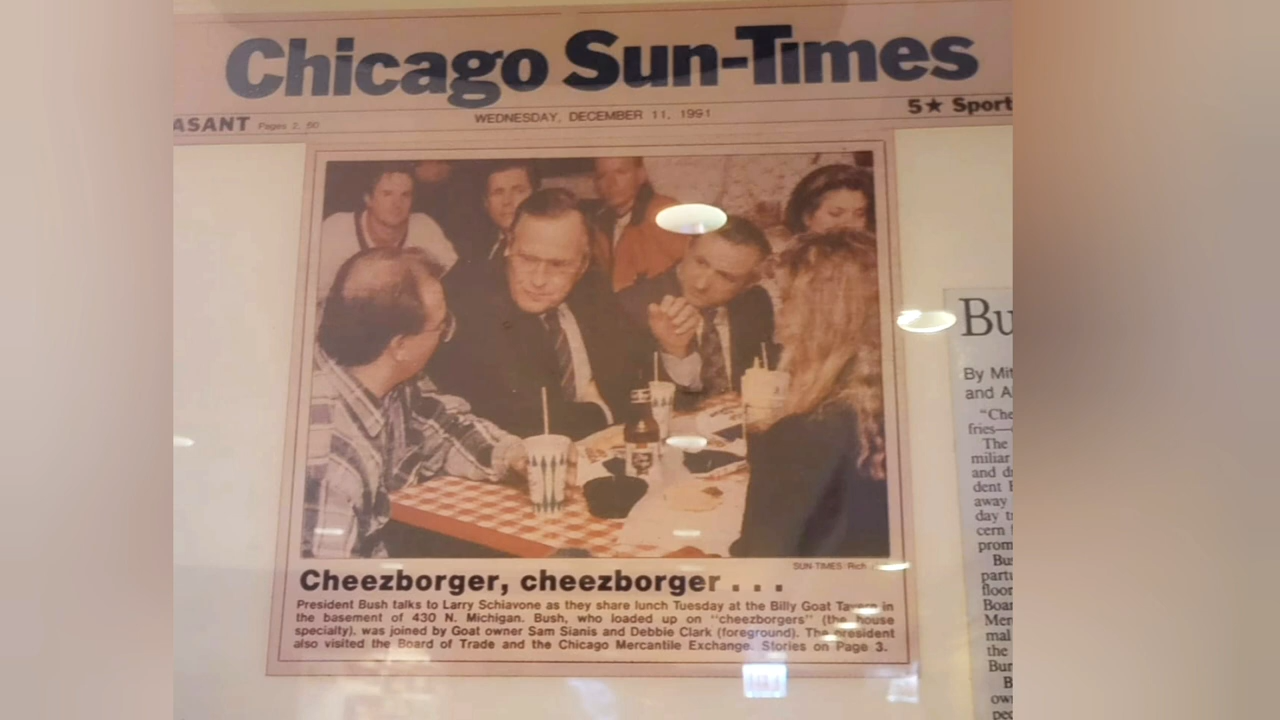 Chicago Sun-Times
ASANT Pages 2, 60
WEDNESDAY, DECEMBER 11, 1991
5★ Sport
SUN-TIMES/Rich
Cheezborger, cheezborger . . .
President Bush talks to Larry Schiavone as they share lunch Tuesday at the Billy Goat Tavern in
the basement of 430 N. Michigan. Bush, who loaded up on "cheezborgers" (the house
specialty), was joined by Goat owner Sam Sianis and Debbie Clark (foreground). The president
also visited the Board of Trade and the Chicago Mercantile Exchange. Stories on Page 3.
Bu
By Mit
and A
"Che
fries—
The
miliar
and d
dent
away
day t
cern
prom
Bu
partu
floor
Boar
Mer
mal
the
Bur
B
own
peo